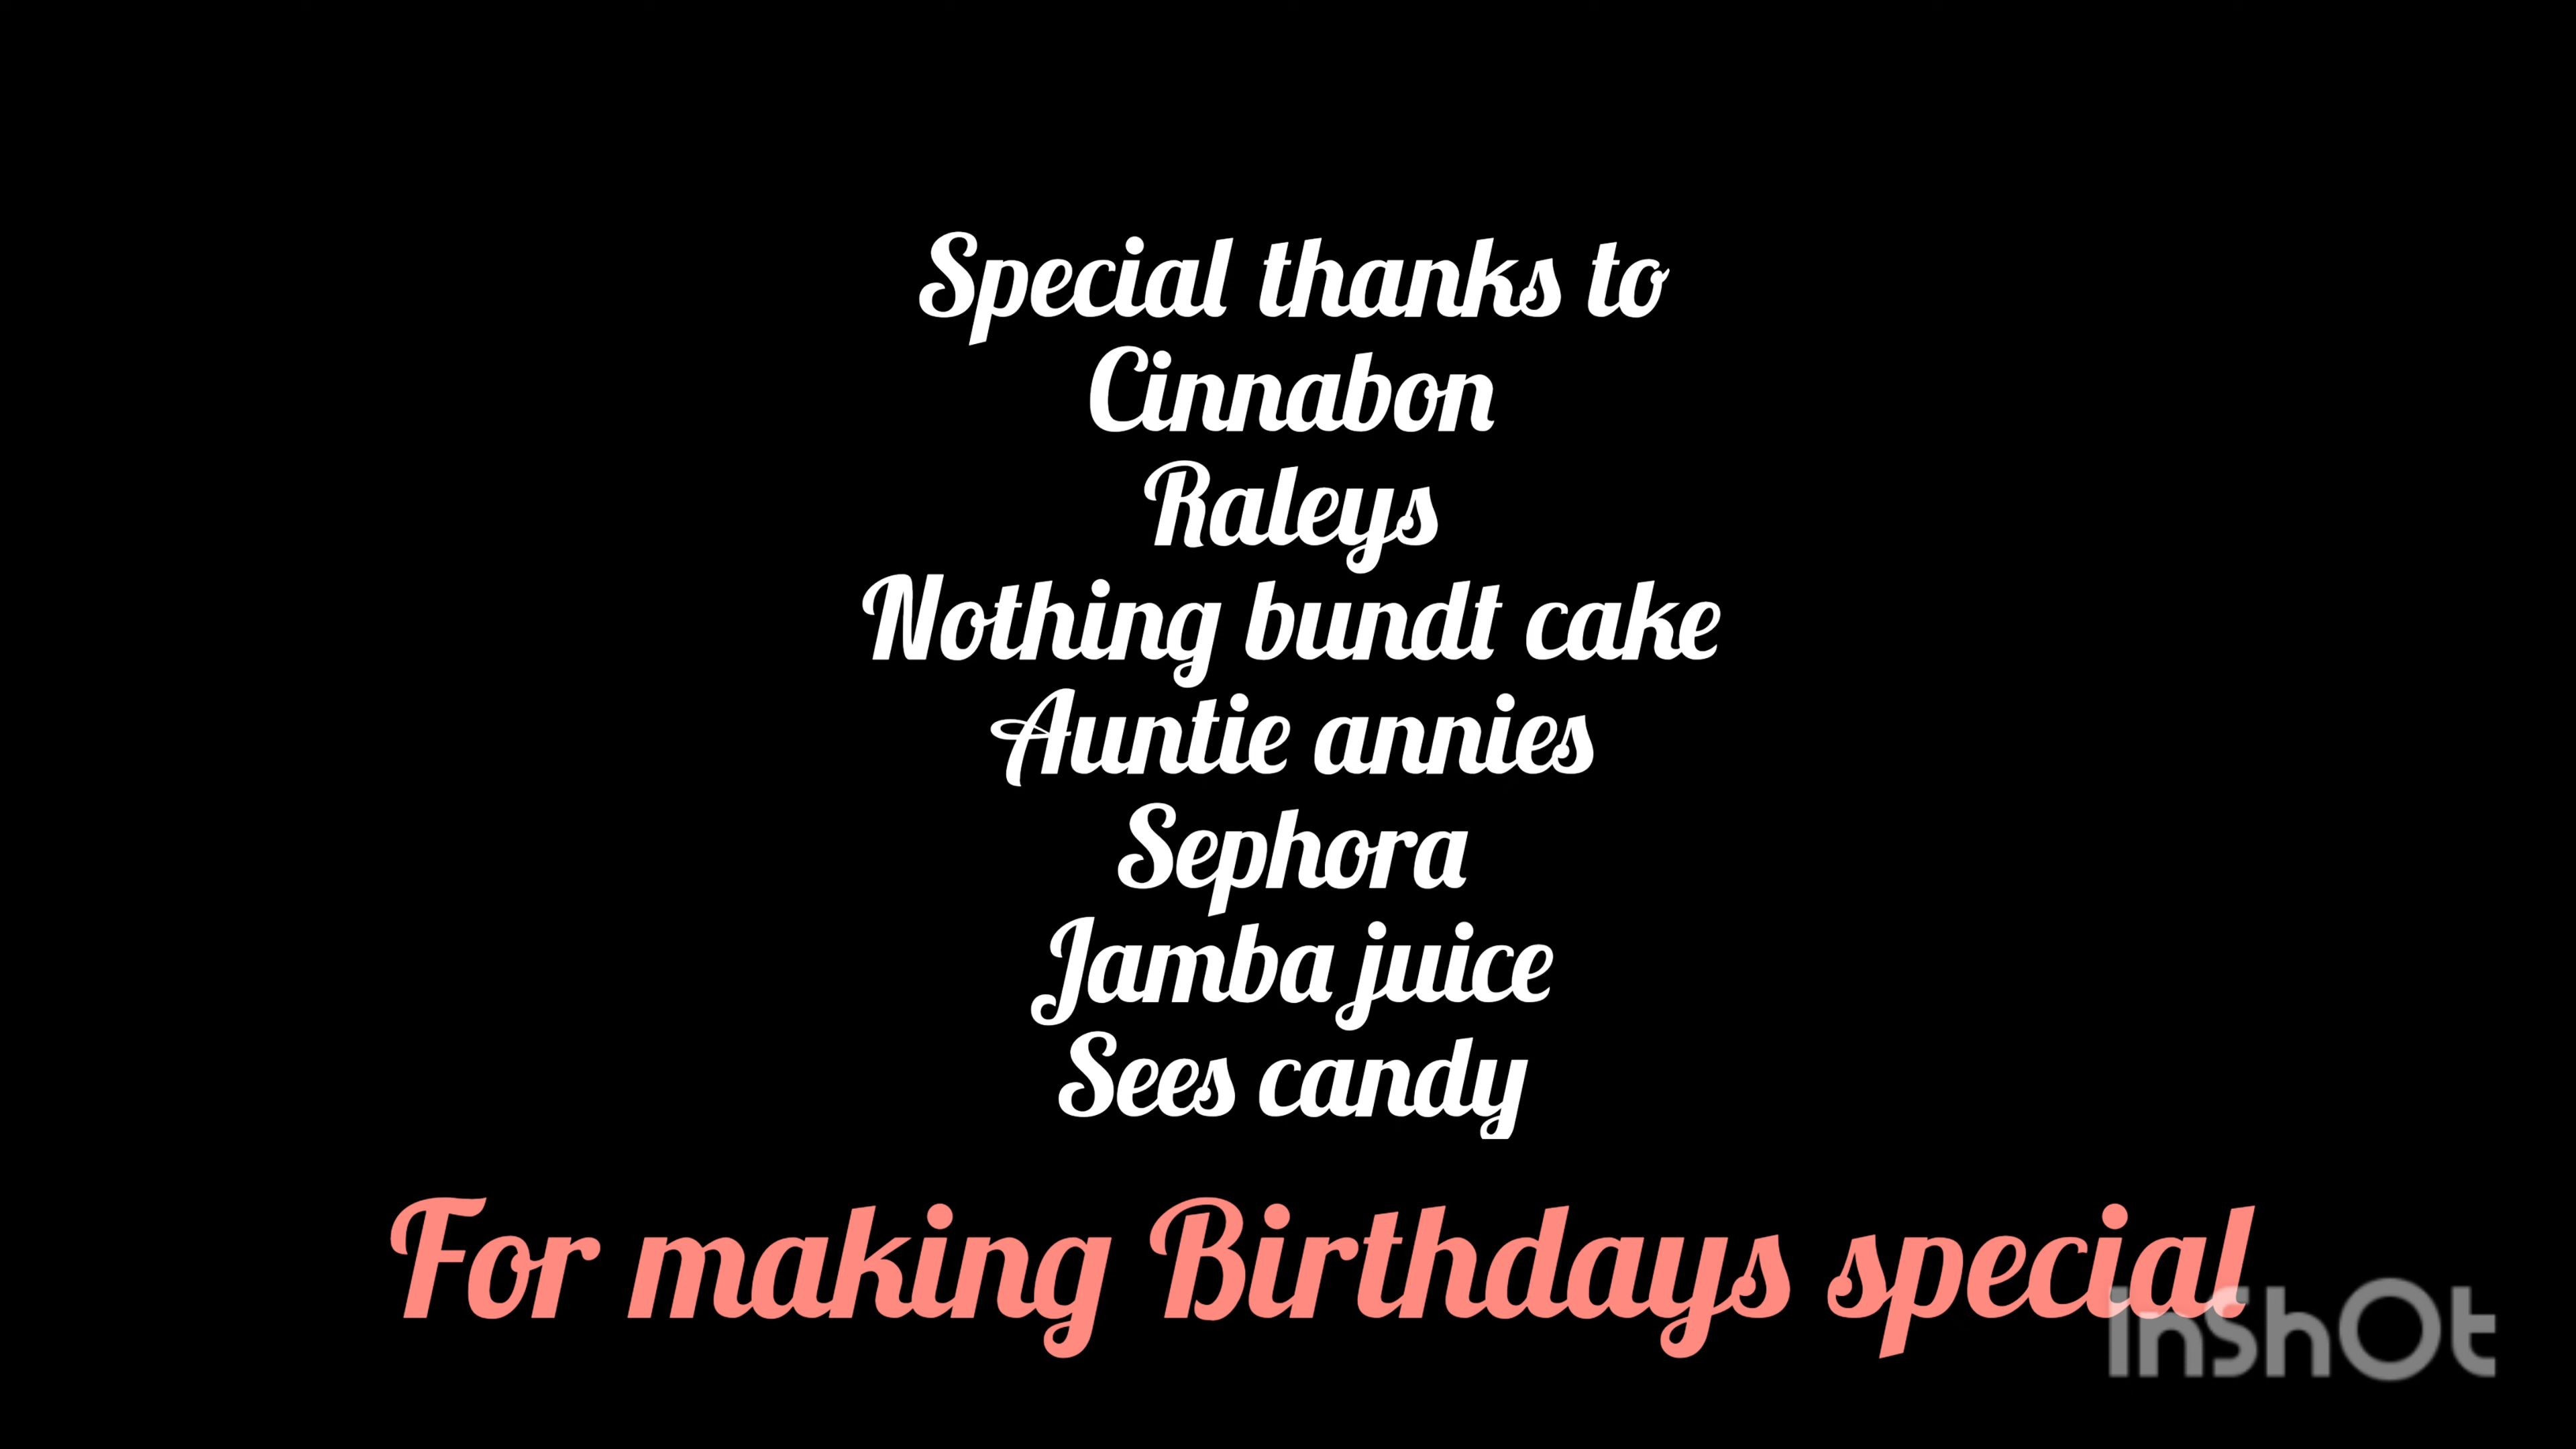 Special thanks to
Cinnabon
Raleys
Nothing bundt cake
Auntie annies
Sephora
Jamba juice
Sees candy
For making Birthdays special
InShOt